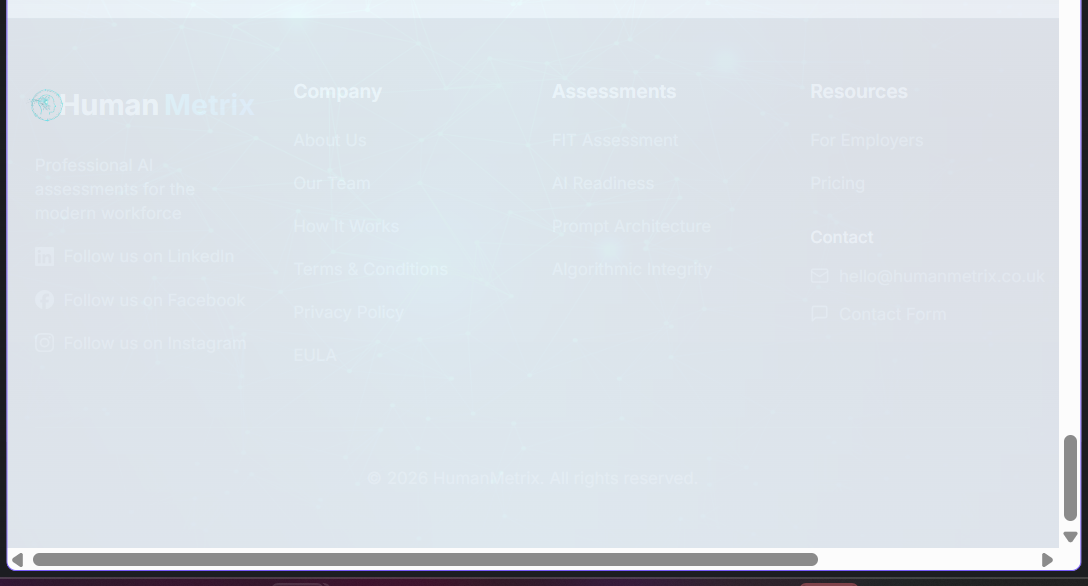 Human Metrix
Professional AI
assessments for the
modern workforce
Follow us on LinkedIn
Follow us on Facebook
Follow us on Instagram
Company
About Us
Our Team
How It Works
Terms & Conditions
Privacy Policy
EULA
Assessments
FIT Assessment
AI Readiness
Prompt Architecture
Algorithmic Integrity
Resources
For Employers
Pricing
Contact
hello@humanmetrix.co.uk
Contact Form
© 2026 HumanMetrix. All rights reserved.